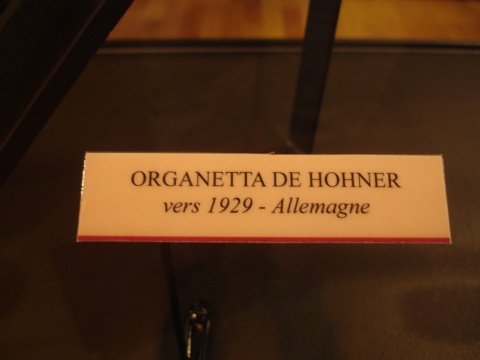 ORGANETTA DE HOHNER
vers 1929 - Allemagne